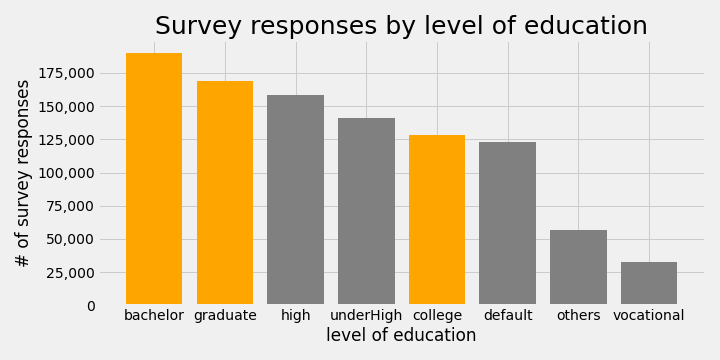 Survey responses by level of education
# of survey responses
175,000
150,000
125,000
100,000
75,000
50,000
25,000
0
bachelor graduate high underHigh college default others vocational
level of education